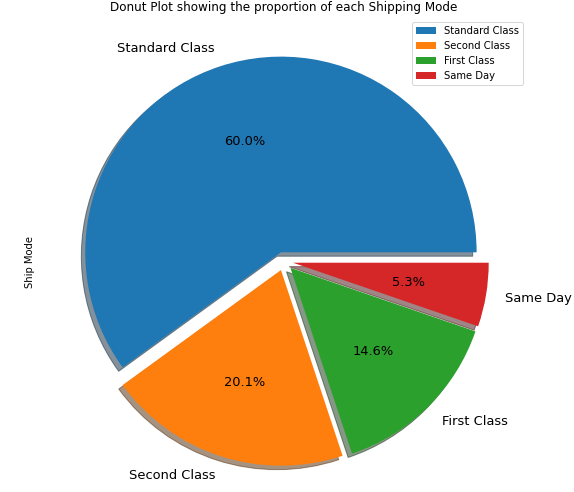 Donut Plot showing the proportion of each Shipping Mode
Standard Class
Second Class
First Class
Same Day
Standard Class
60.0%
Ship Mode
5.3%
Same Day
14.6%
20.1%
First Class
Second Class